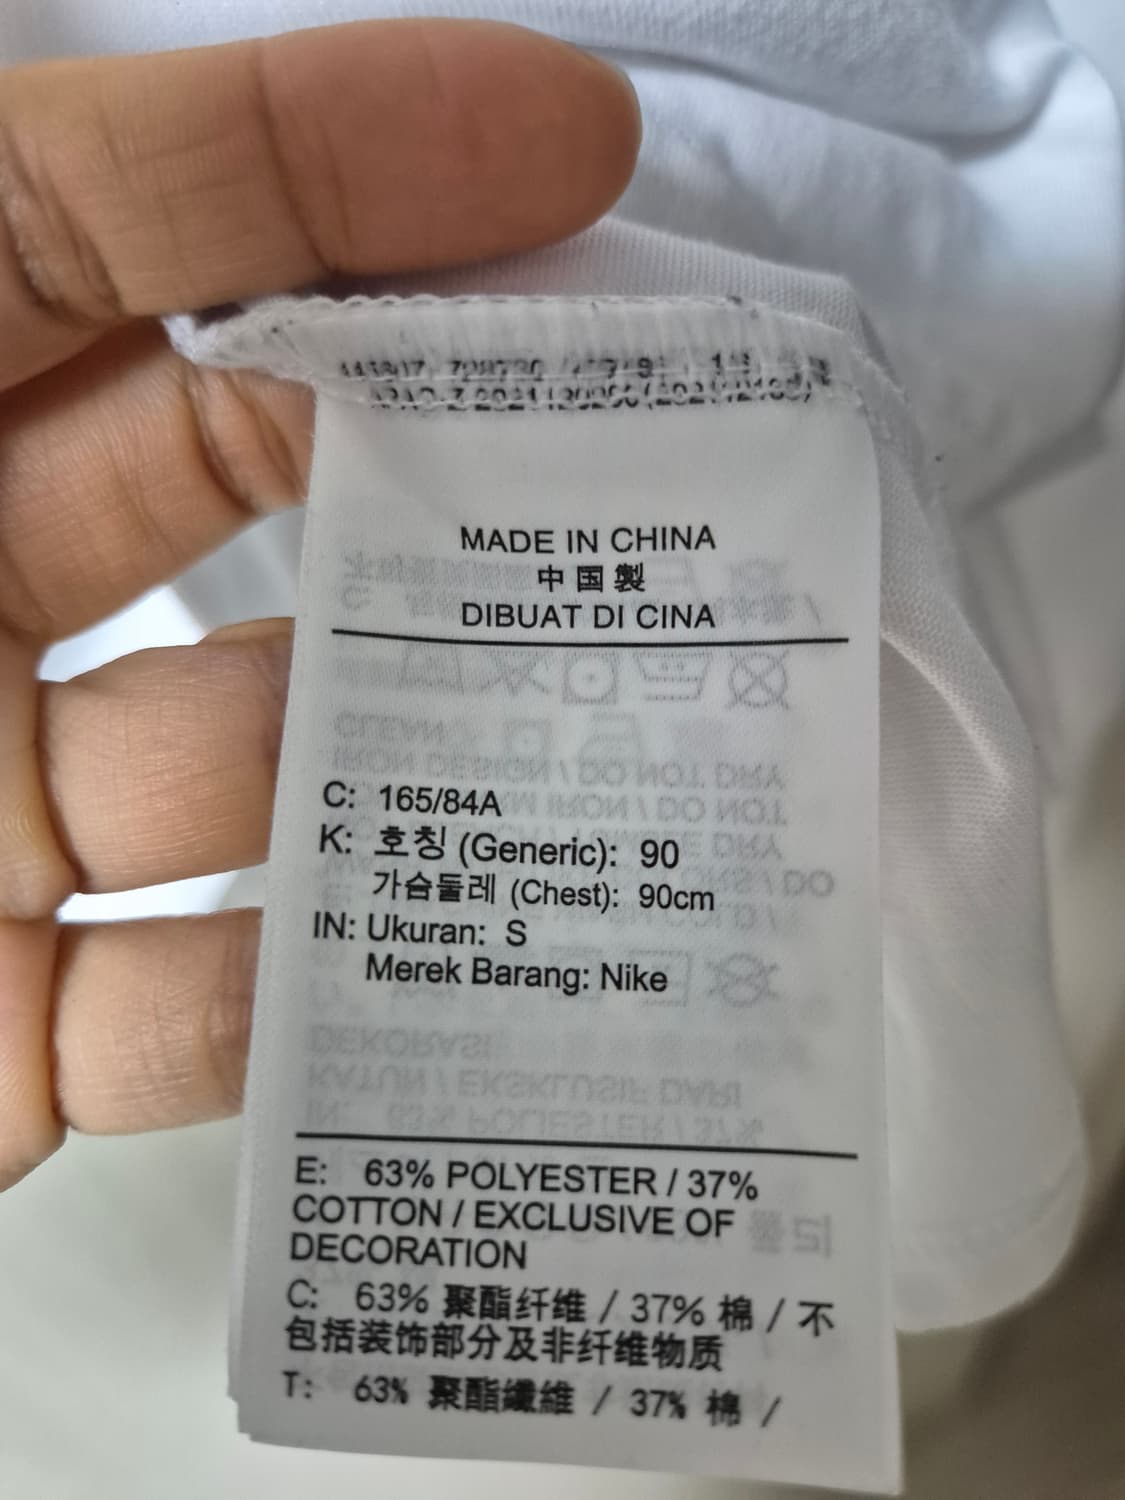 MADE IN CHINA
中国製
DIBUAT DI CINA
C: 165/84A
K: 호칭 (Generic): 90
가슴둘레 (Chest): 90cm
IN: Ukuran: S
Merek Barang: Nike
E: 63% POLYESTER / 37%
COTTON / EXCLUSIVE OF
DECORATION
C: 63% 聚酯纤维 / 37% 棉 / 不
包括装饰部分及非纤维物质
T: 63% 聚酯纖維 / 37% 棉 /